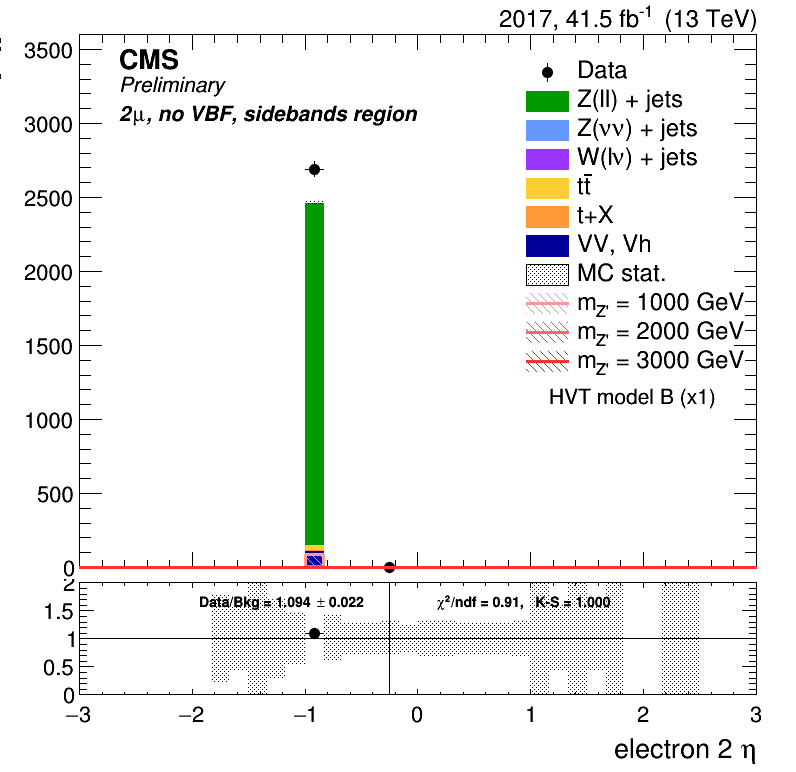 2017, 41.5 fb⁻¹ (13 TeV)
CMS
Preliminary
2μ, no VBF, sidebands region
Data
Z(ll) + jets
Z(νν) + jets
W(lν) + jets
tt̄
t+X
VV, Vh
MC stat.
m_Z' = 1000 GeV
m_Z' = 2000 GeV
m_Z' = 3000 GeV
HVT model B (x1)
3500
3000
2500
2000
1500
1000
500
0
Data/Bkg = 1.094 ± 0.022 χ²/ndf = 0.91, K-S = 1.000
2
1.5
1
0.5
0
−3 −2 −1 0 1 2 3
electron 2 η